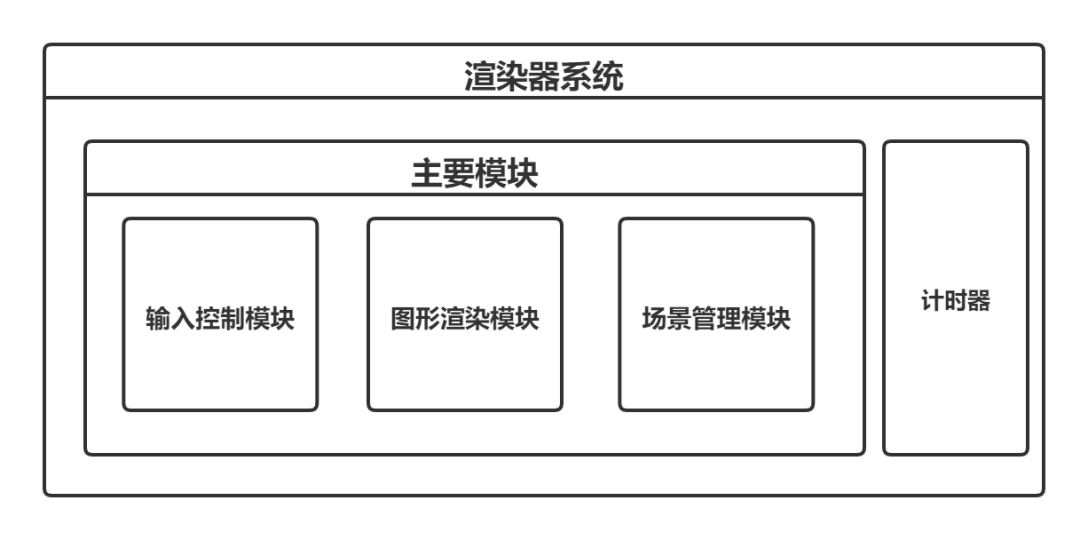 渲染器系统
主要模块
输入控制模块
图形渲染模块
场景管理模块
计时器